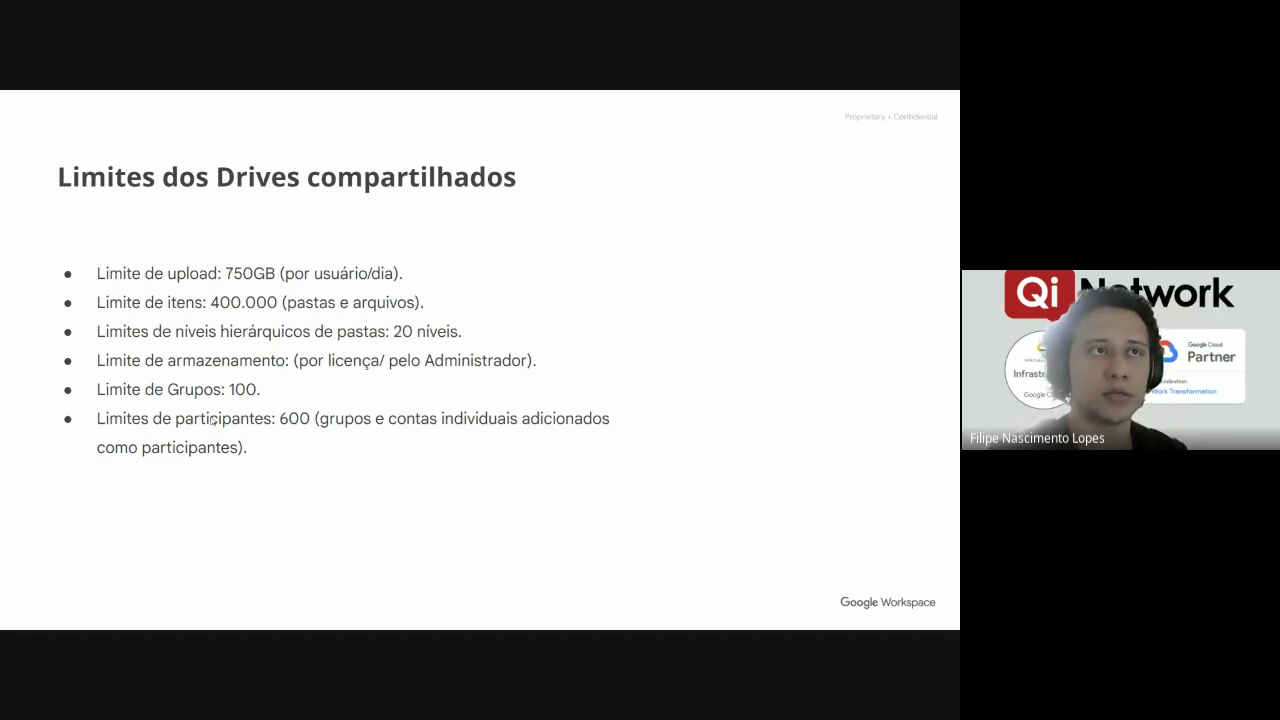 Proprietary + Confidential
Limites dos Drives compartilhados
● Limite de upload: 750GB (por usuário/dia).
● Limite de itens: 400.000 (pastas e arquivos).
● Limites de níveis hierárquicos de pastas: 20 níveis.
● Limite de armazenamento: (por licença/ pelo Administrador).
● Limite de Grupos: 100.
● Limites de participantes: 600 (grupos e contas individuais adicionados
como participantes).
Google Workspace
Qi Network
Google Cloud
Partner
Work Transformation
Filipe Nascimento Lopes